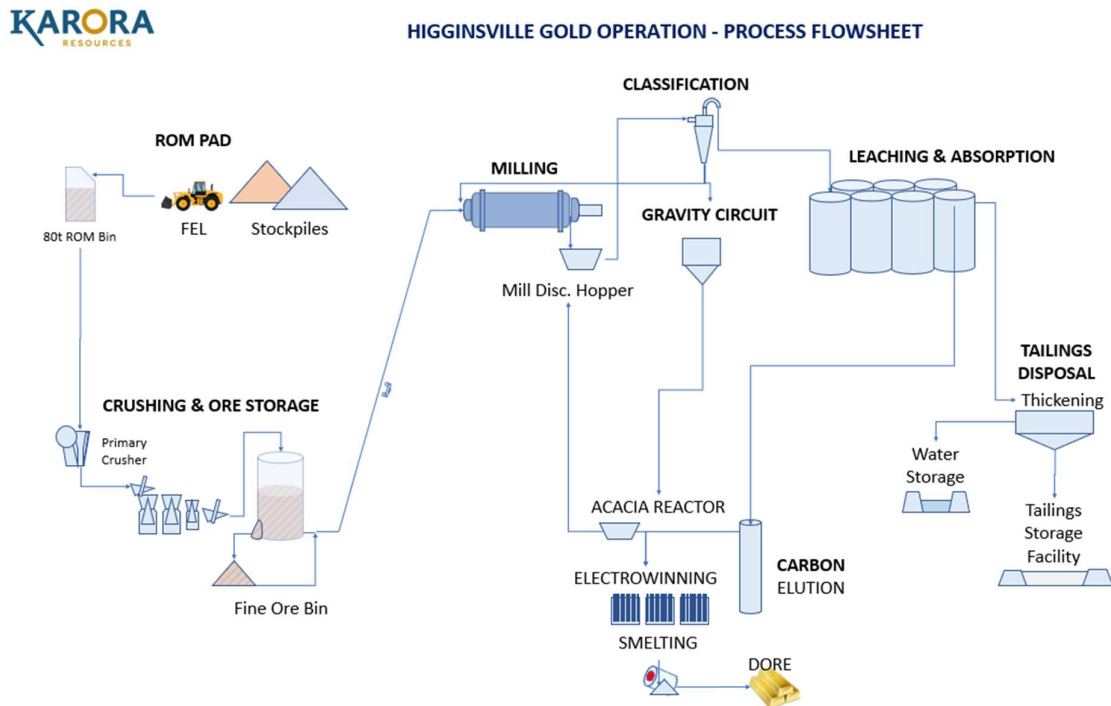 KARORA
RESOURCES
HIGGINSVILLE GOLD OPERATION - PROCESS FLOWSHEET
CLASSIFICATION
ROM PAD
MILLING
LEACHING & ABSORPTION
GRAVITY CIRCUIT
80t ROM Bin
FEL
Stockpiles
Mill Disc. Hopper
TAILINGS
DISPOSAL
Thickening
CRUSHING & ORE STORAGE
Primary
Crusher
Water
Storage
ACACIA REACTOR
Tailings
Storage
Facility
CARBON
ELUTION
ELECTROWINNING
Fine Ore Bin
SMELTING
DORE